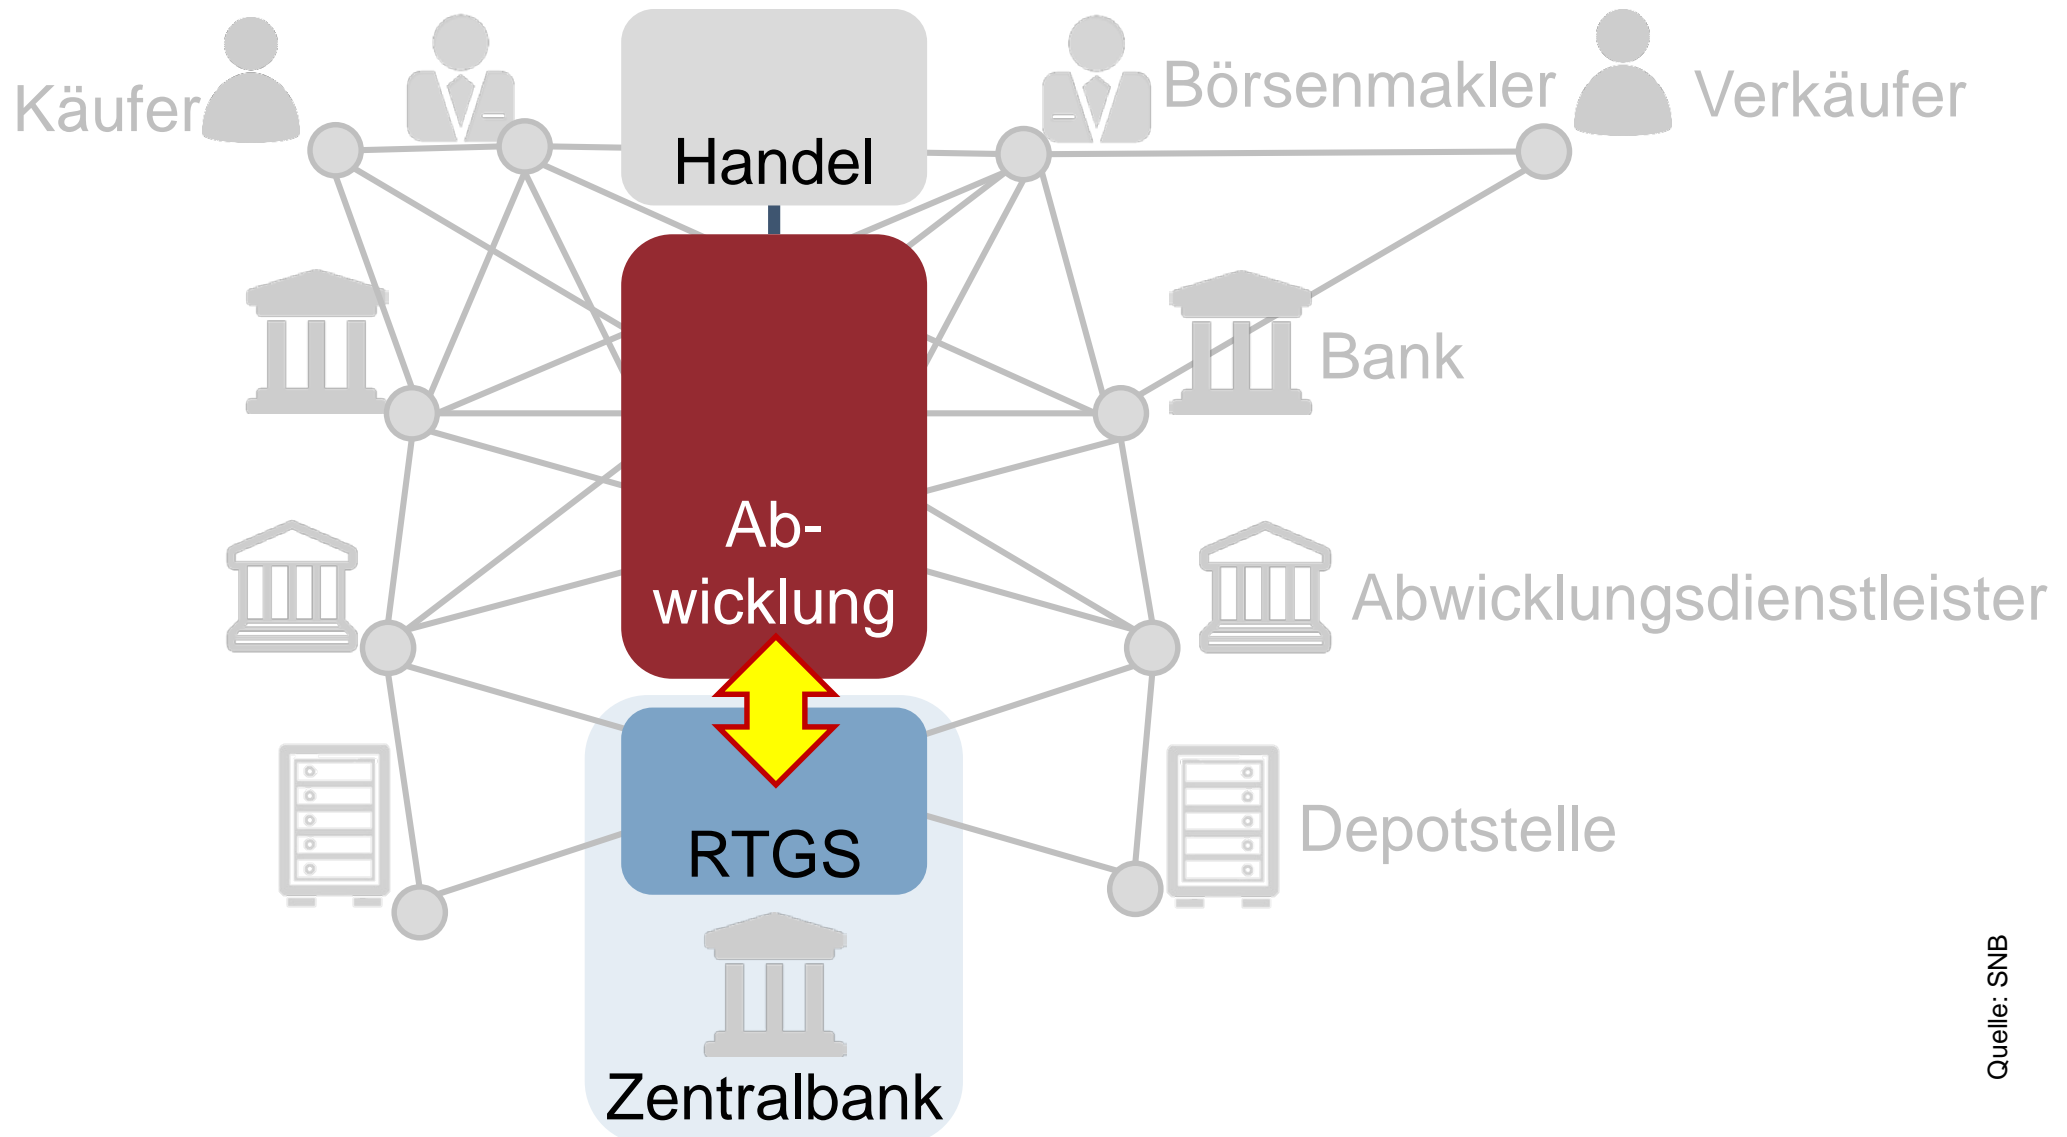 Käufer
Börsenmakler
Verkäufer
Handel
Bank
Ab-
wicklung
Abwicklungsdienstleister
RTGS
Depotstelle
Zentralbank
Quelle: SNB